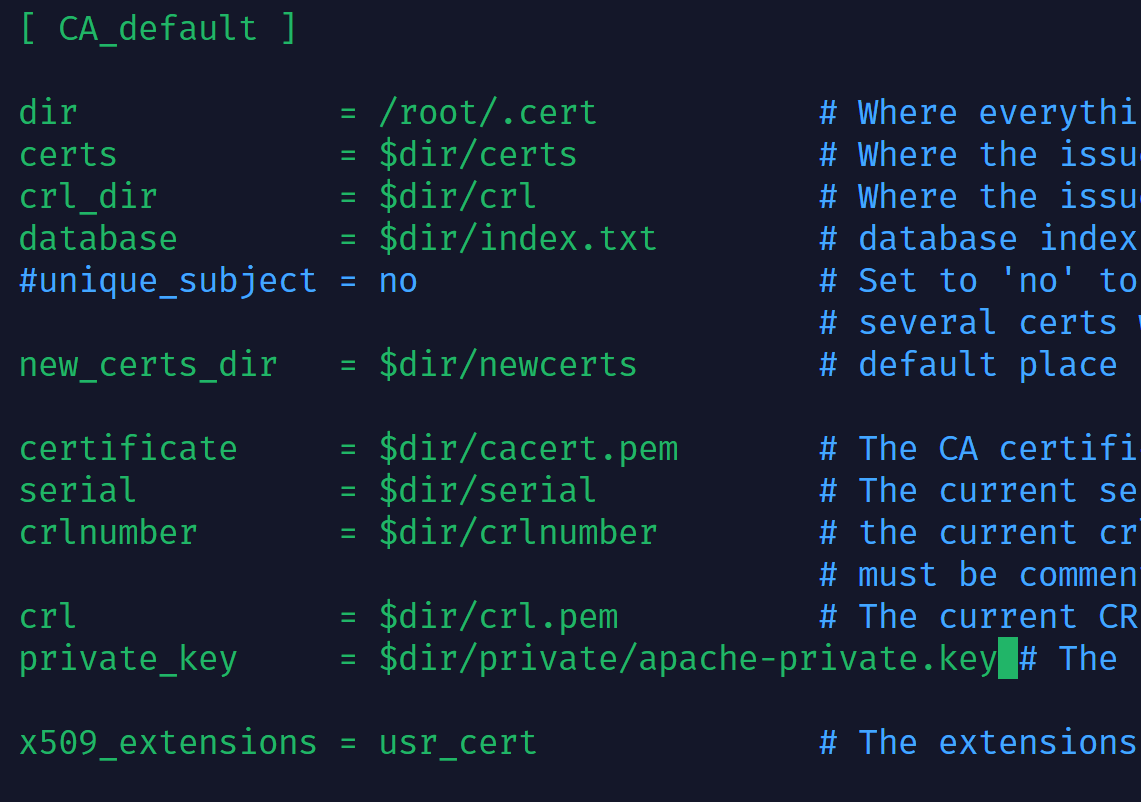 [ CA_default ]
dir = /root/.cert # Where everythi
certs = $dir/certs # Where the issu
crl_dir = $dir/crl # Where the issu
database = $dir/index.txt # database index
#unique_subject = no # Set to 'no' to
# several certs
new_certs_dir = $dir/newcerts # default place
certificate = $dir/cacert.pem # The CA certifi
serial = $dir/serial # The current se
crlnumber = $dir/crlnumber # the current cr
# must be commen
crl = $dir/crl.pem # The current CR
private_key = $dir/private/apache-private.key # The
x509_extensions = usr_cert # The extensions